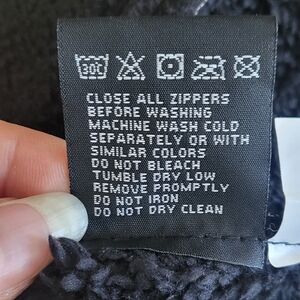 30C
CLOSE ALL ZIPPERS
BEFORE WASHING
MACHINE WASH COLD
SEPARATELY OR WITH
SIMILAR COLORS
DO NOT BLEACH
TUMBLE DRY LOW
REMOVE PROMPTLY
DO NOT IRON
DO NOT DRY CLEAN